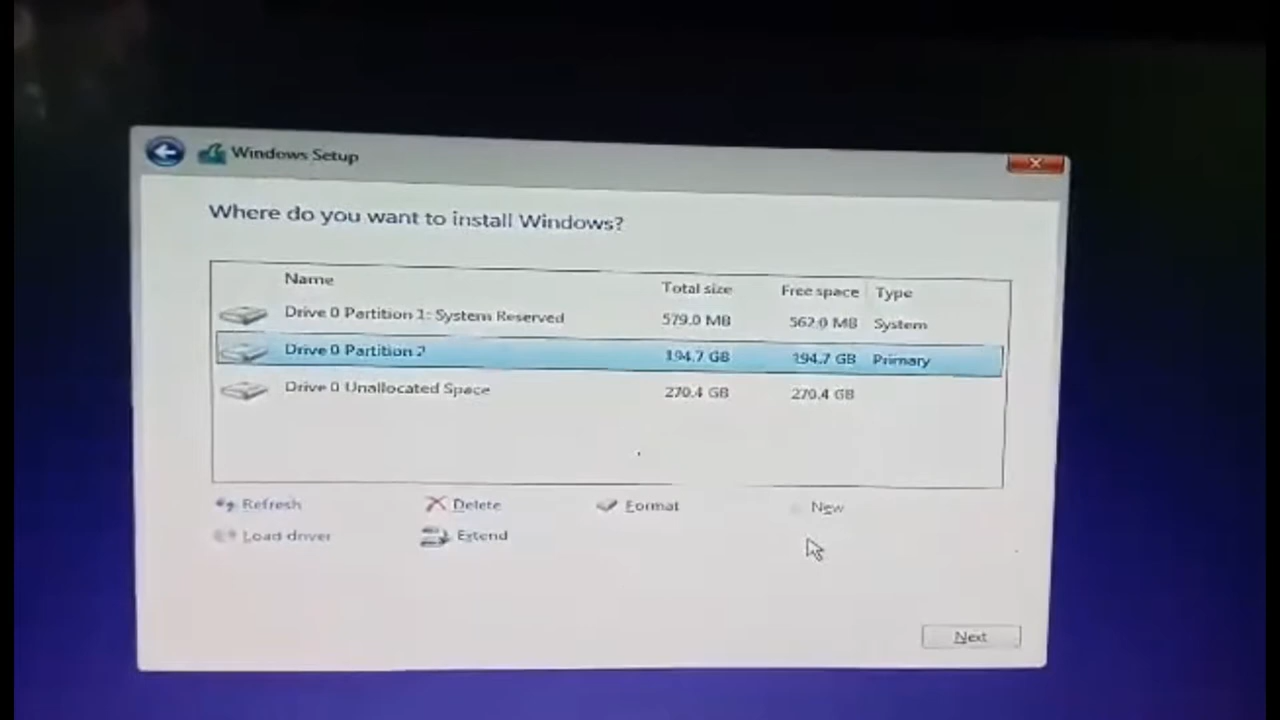 Windows Setup
Where do you want to install Windows?
Name Total size Free space Type
Drive 0 Partition 1: System Reserved 579.0 MB 562.0 MB System
Drive 0 Partition 2 194.7 GB 194.7 GB Primary
Drive 0 Unallocated Space 270.4 GB 270.4 GB
Refresh Delete Format New
Load driver Extend
Next